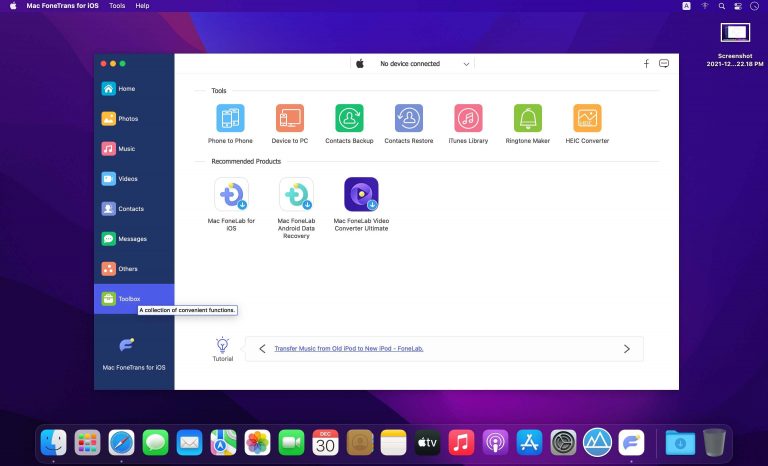 Mac FoneTrans for iOS Tools Help
A
Screenshot
2021-12...22.18 PM
No device connected
Home
Photos
Music
Videos
Contacts
Messages
Others
Toolbox
A collection of convenient functions.
Mac FoneTrans for iOS
Tools
Phone to Phone
Device to PC
Contacts Backup
Contacts Restore
iTunes Library
Ringtone Maker
HEIC Converter
HEIC
Recommended Products
Mac FoneLab for
iOS
Mac FoneLab
Android Data
Recovery
Mac FoneLab Video
Converter Ultimate
Tutorial
Transfer Music from Old iPod to New iPod - FoneLab.
DEC
30
tv